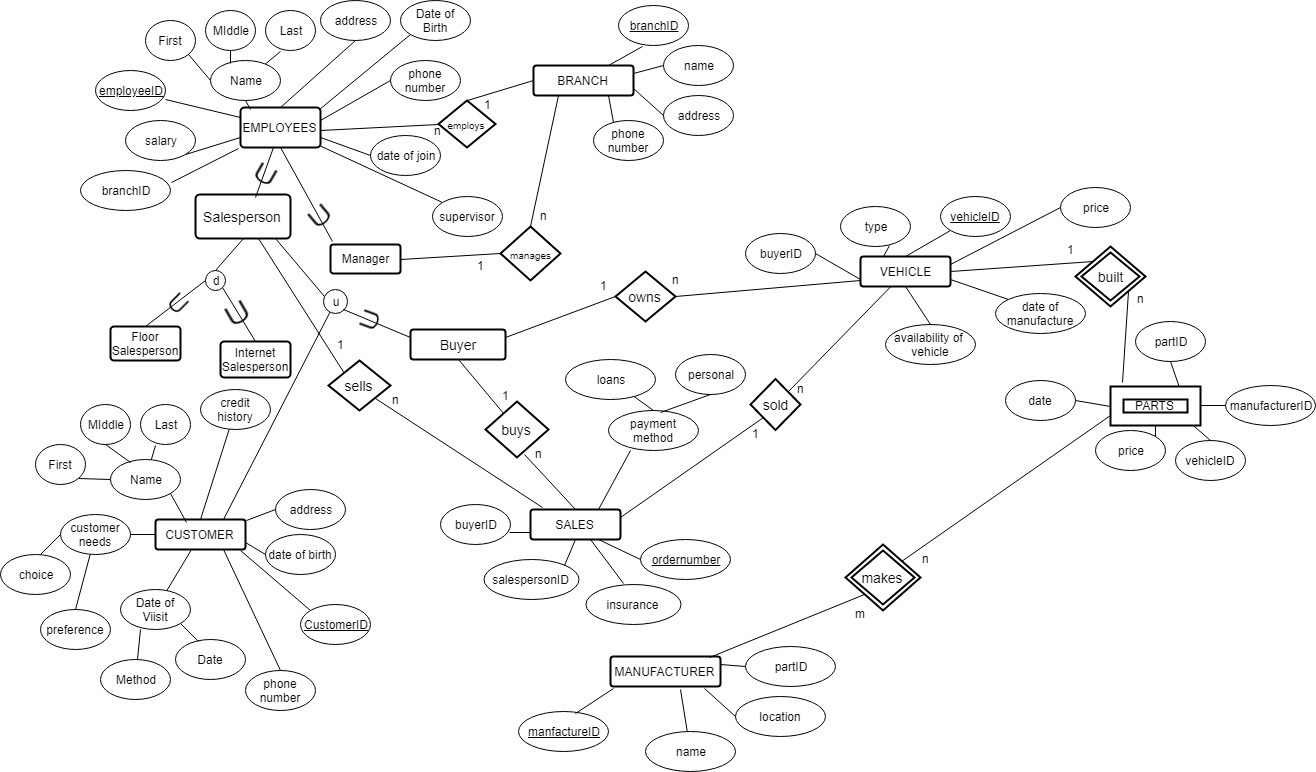 address
Date of
Birth
branchID
First
MIddle
Last
Name
phone
number
BRANCH
name
employeeID
1
address
EMPLOYEES
employs
n
salary
phone
number
date of join
branchID
Salesperson
supervisor
n
Manager
1
manages
type
vehicleID
price
buyerID
VEHICLE
1
built
d
u
1
owns
n
n
date of
manufacture
Floor
Salesperson
Internet
Salesperson
1
Buyer
availability of
vehicle
partID
sells
n
loans
personal
n
sold
1
date
PARTS
manufacturerID
credit
history
1
buys
n
payment
method
price
vehicleID
MIddle
Last
First
Name
customer
needs
CUSTOMER
address
date of birth
buyerID
SALES
ordernumber
choice
salespersonID
insurance
makes
n
m
preference
Date of
Viisit
CustomerID
Method
Date
phone
number
MANUFACTURER
partID
location
manfactureID
name